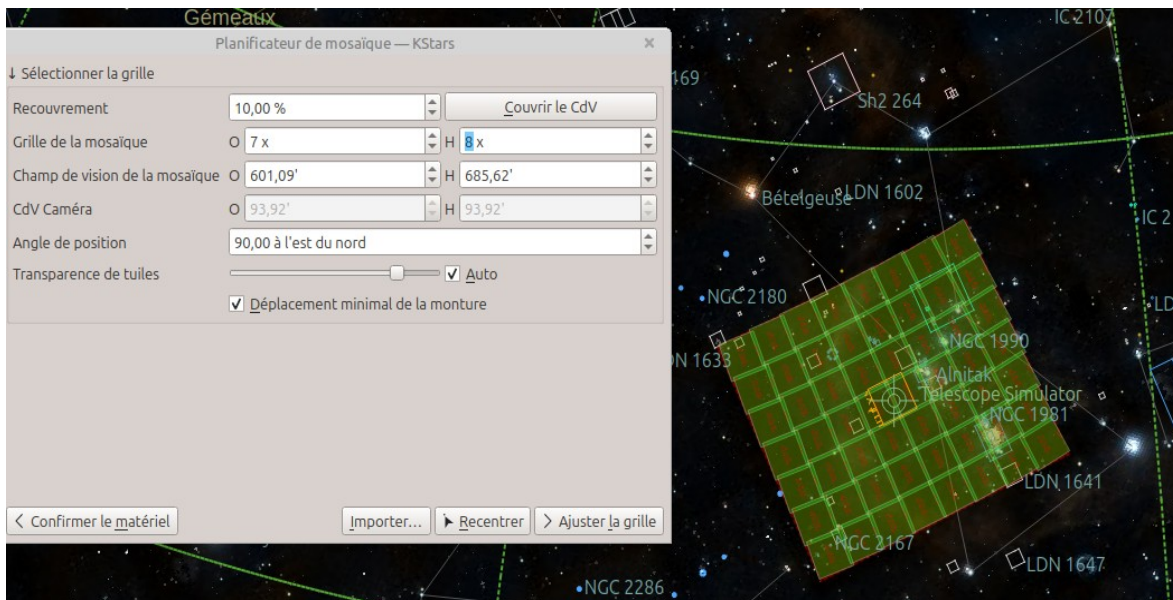 Gémeaux
Planificateur de mosaïque — KStars
↓ Sélectionner la grille
Recouvrement 10,00 % Couvrir le CdV
Grille de la mosaïque O 7 x H 8 x
Champ de vision de la mosaïque O 601,09' H 685,62'
CdV Caméra O 93,92' H 93,92'
Angle de position 90,00 à l'est du nord
Transparence de tuiles Auto
Déplacement minimal de la monture
< Confirmer le matériel Importer... Recentrer > Ajuster la grille
IC 2107
169
Sh2 264
Bételgeuse
LDN 1602
IC 2
NGC 2180
LD
NGC 1990
DN 1633
Alnitak
Telescope Simulator
NGC 1981
LDN 1641
NGC 2167
LDN 1647
NGC 2286